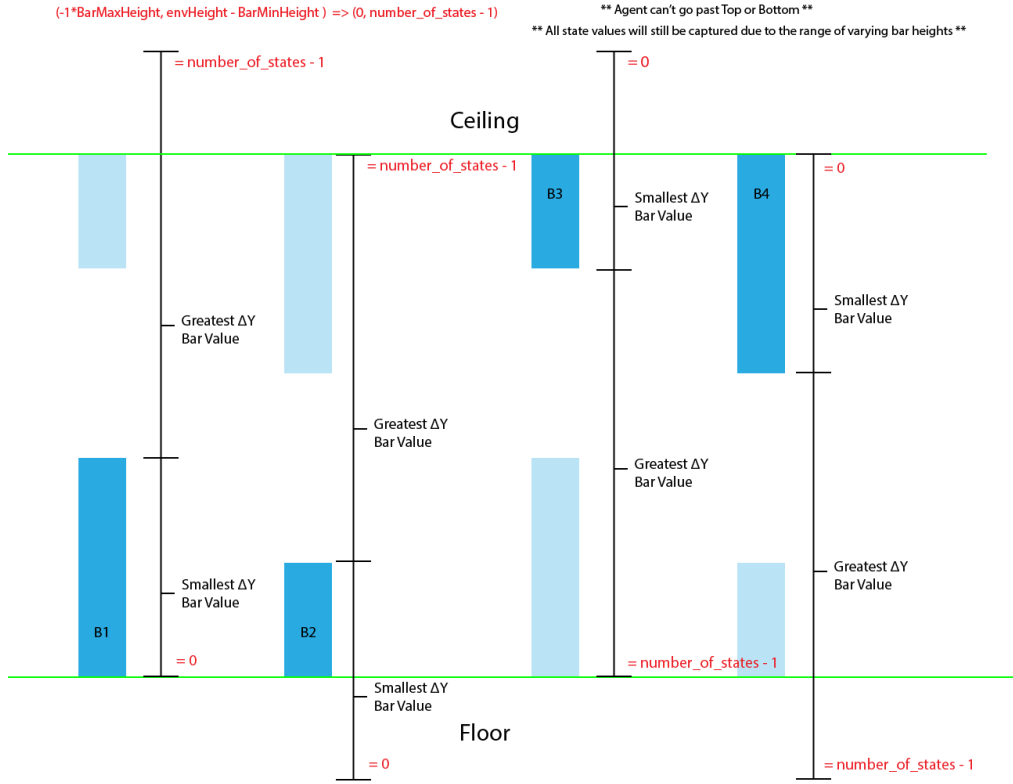 (-1*BarMaxHeight, envHeight - BarMinHeight ) => (0, number_of_states - 1)
** Agent can't go past Top or Bottom **
** All state values will still be captured due to the range of varying bar heights **
= number_of_states - 1
= 0
Ceiling
= number_of_states - 1
= 0
B3
B4
Smallest ΔY
Bar Value
Greatest ΔY
Bar Value
Smallest ΔY
Bar Value
Greatest ΔY
Bar Value
Greatest ΔY
Bar Value
Smallest ΔY
Bar Value
Greatest ΔY
Bar Value
B1
B2
= 0
= number_of_states - 1
Smallest ΔY
Bar Value
Floor
= 0
= number_of_states - 1